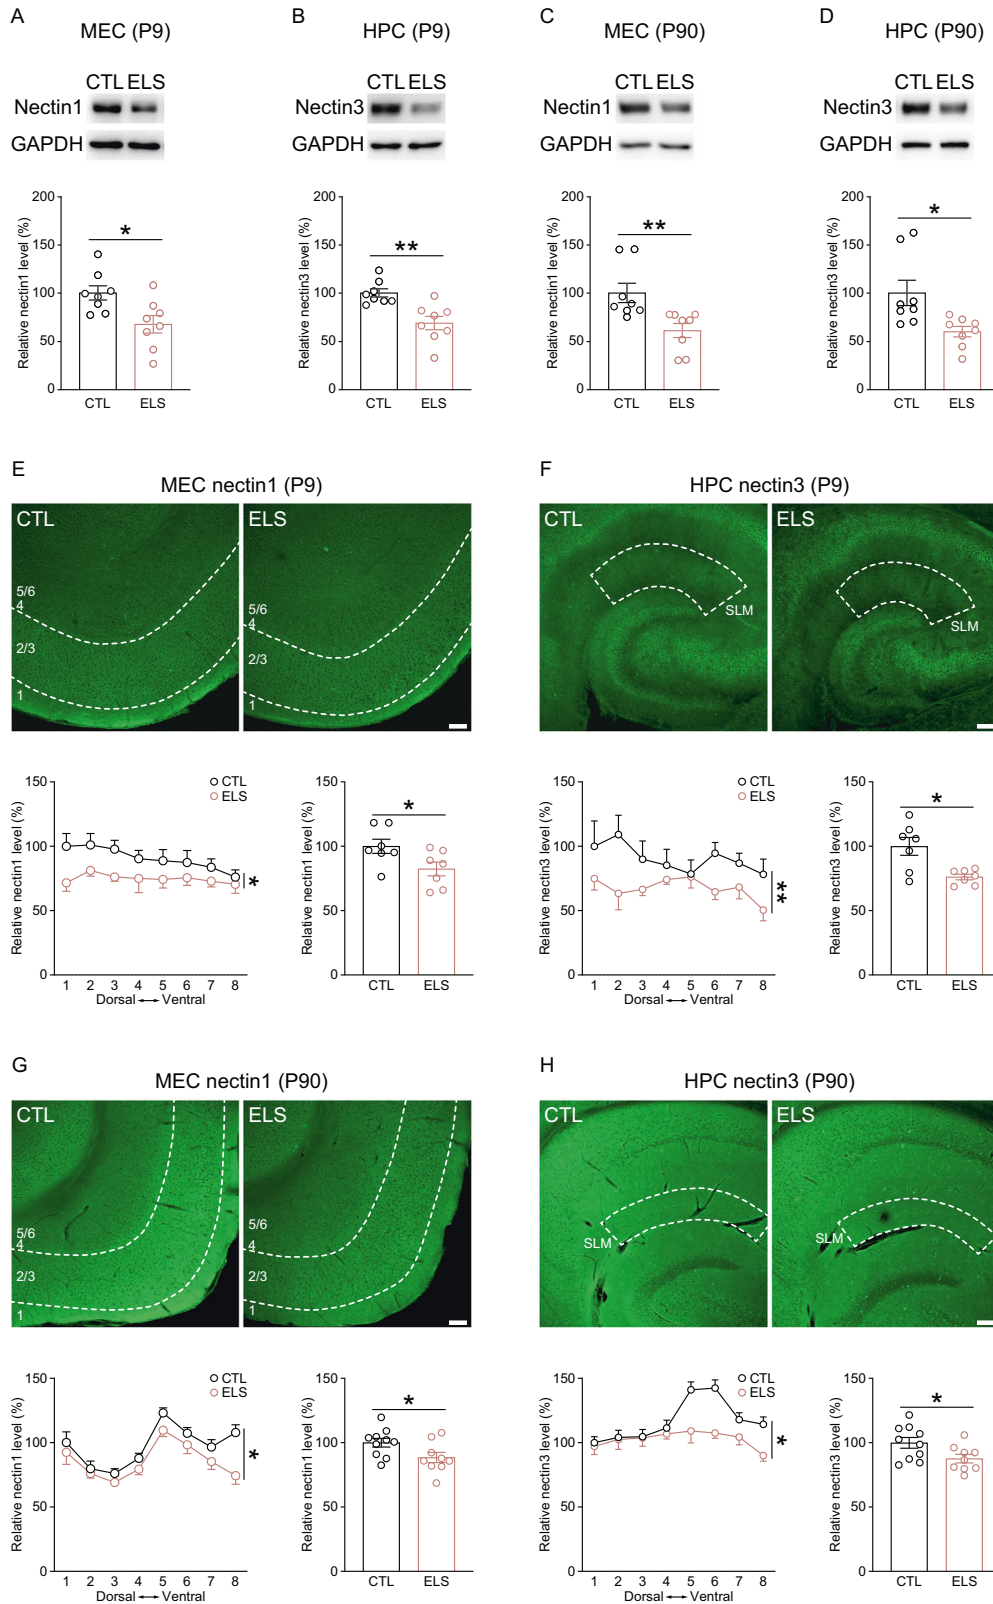 A
MEC (P9)
CTL ELS
Nectin1
GAPDH
Relative nectin1 level (%)
200
150
100
50
0
*
CTL ELS
B
HPC (P9)
CTL ELS
Nectin3
GAPDH
Relative nectin3 level (%)
200
150
100
50
0
**
CTL ELS
C
MEC (P90)
CTL ELS
Nectin1
GAPDH
Relative nectin1 level (%)
200
150
100
50
0
**
CTL ELS
D
HPC (P90)
CTL ELS
Nectin3
GAPDH
Relative nectin3 level (%)
200
150
100
50
0
*
CTL ELS
E
MEC nectin1 (P9)
CTL
5/6
4
2/3
1
ELS
5/6
4
2/3
1
Relative nectin1 level (%)
150
100
50
0
CTL
ELS
*
1 2 3 4 5 6 7 8
Dorsal ↔ Ventral
Relative nectin1 level (%)
150
100
50
0
*
CTL ELS
F
HPC nectin3 (P9)
CTL
SLM
ELS
SLM
Relative nectin3 level (%)
150
100
50
0
CTL
ELS
**
1 2 3 4 5 6 7 8
Dorsal ↔ Ventral
Relative nectin3 level (%)
150
100
50
0
*
CTL ELS
G
MEC nectin1 (P90)
CTL
5/6
4
2/3
1
ELS
5/6
4
2/3
1
Relative nectin1 level (%)
150
100
50
0
CTL
ELS
*
1 2 3 4 5 6 7 8
Dorsal ↔ Ventral
Relative nectin1 level (%)
150
100
50
0
*
CTL ELS
H
HPC nectin3 (P90)
CTL
SLM
ELS
SLM
Relative nectin3 level (%)
150
100
50
0
CTL
ELS
*
1 2 3 4 5 6 7 8
Dorsal ↔ Ventral
Relative nectin3 level (%)
150
100
50
0
*
CTL ELS